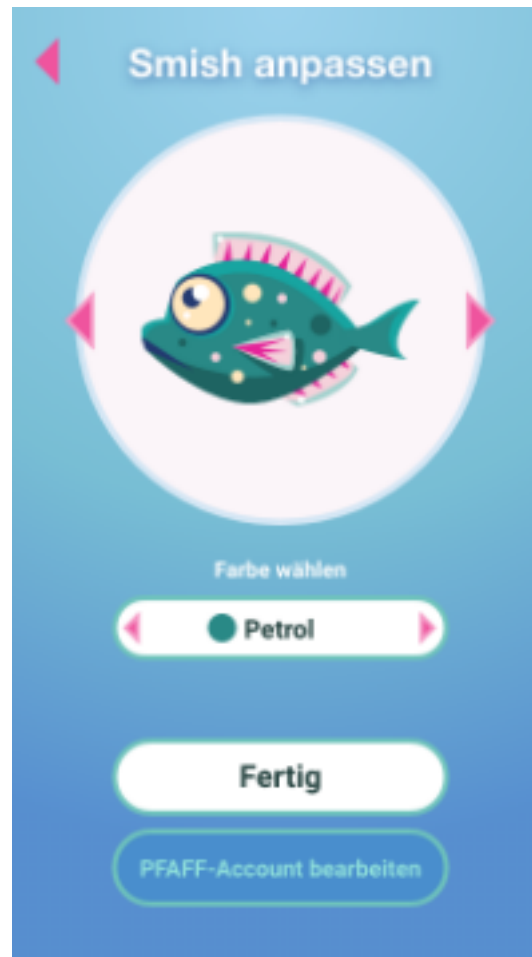 Smish anpassen
Farbe wählen
Petrol
Fertig
PFAFF-Account bearbeiten